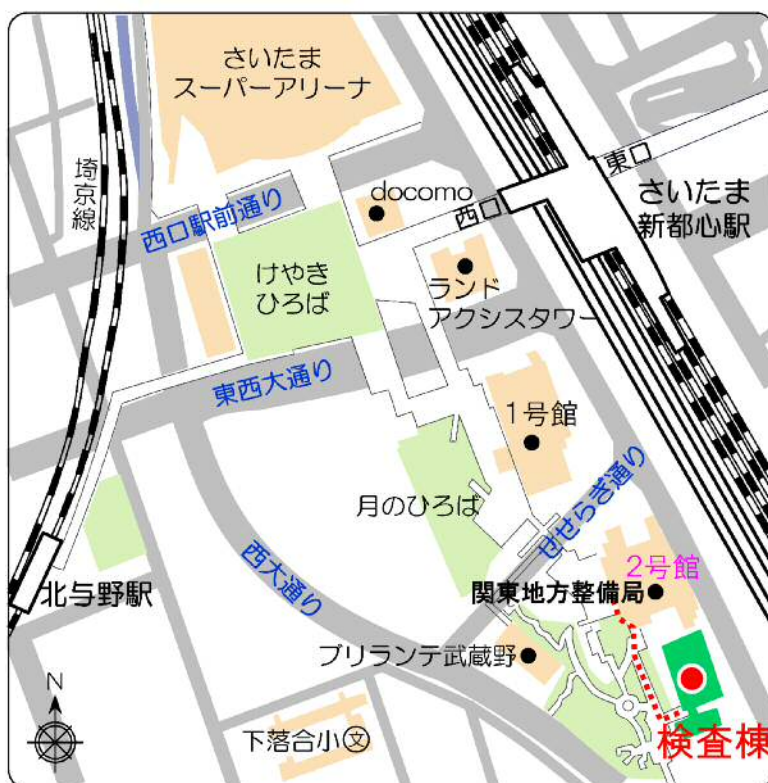 さいたま
スーパーアリーナ
埼京線
docomo
東口
西口
さいたま
新都心駅
西口駅前通り
けやき
ひろば
ランド
アクシスタワー
東西大通り
1号館
月のひろば
せせらぎ通り
西大通り
2号館
関東地方整備局
北与野駅
ブリランテ武蔵野
N
下落合小文
検査棟